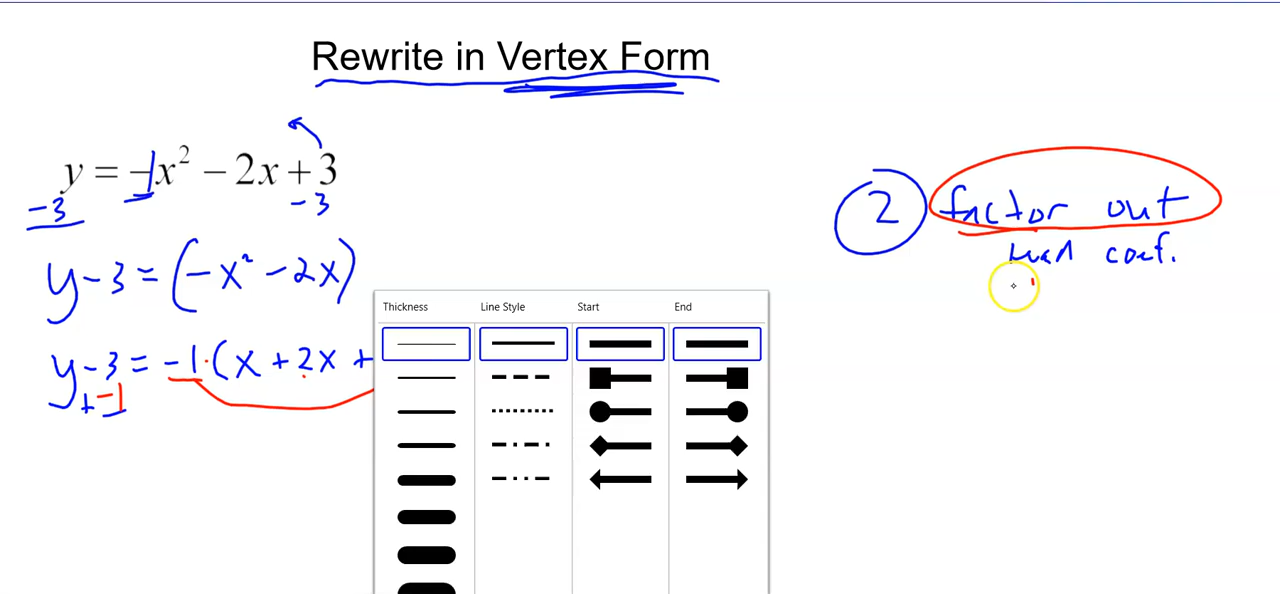 Rewrite in Vertex Form
y = -1x² − 2x + 3
-3 -3
y-3 = (-x² - 2x)
y-3 = -1·(x + 2x +
+ -1
2 factor out
lead coef.
Thickness Line Style Start End